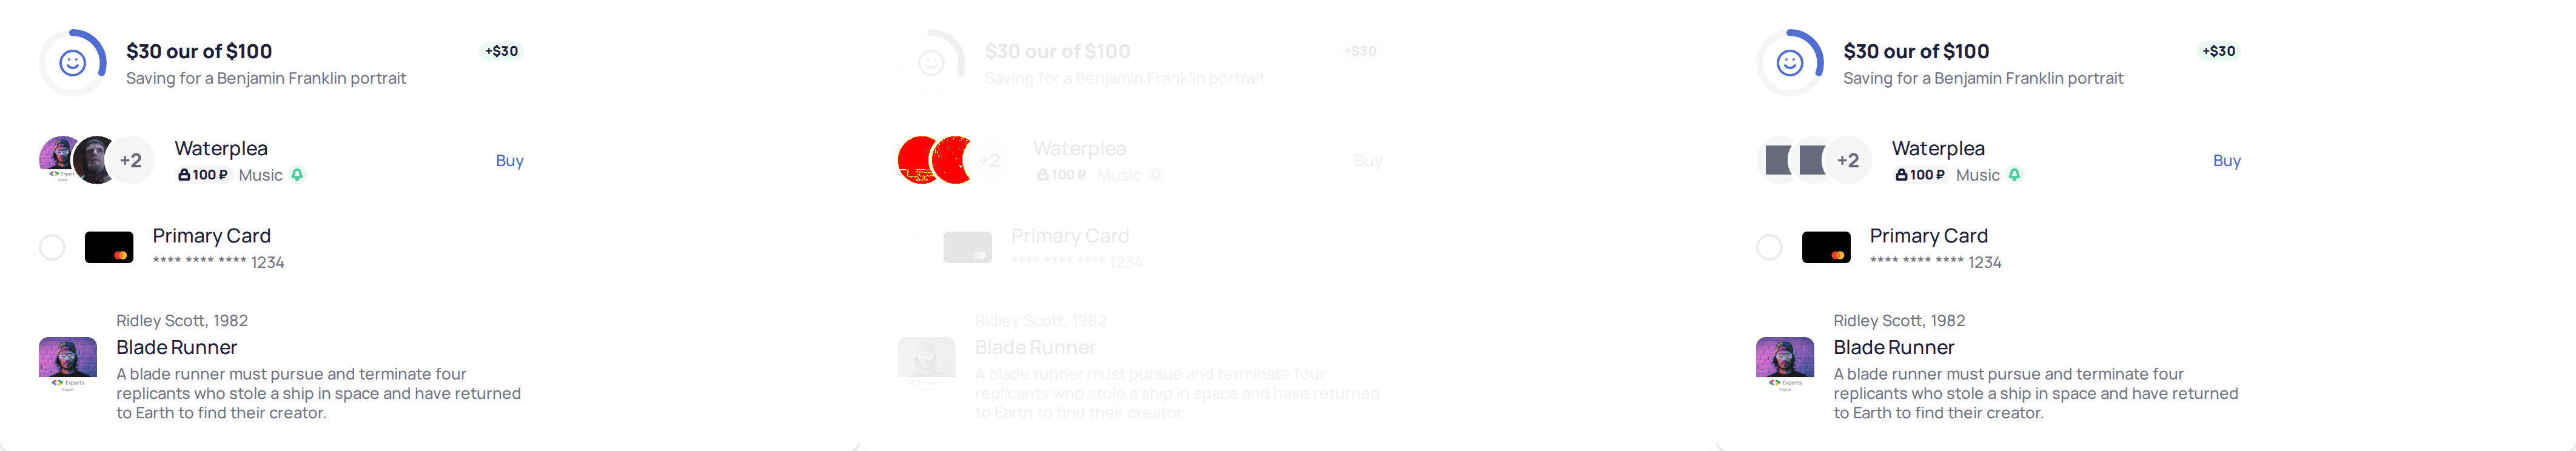 $30 our of $100
+$30
Saving for a Benjamin Franklin portrait
+2
Waterplea
Buy
100 ₽ Music
Primary Card
**** **** **** 1234
Ridley Scott, 1982
Blade Runner
Experts
Angular
A blade runner must pursue and terminate four
replicants who stole a ship in space and have returned
to Earth to find their creator.
$30 our of $100
+$30
Saving for a Benjamin Franklin portrait
+2
Waterplea
Buy
100 ₽ Music
Primary Card
**** **** **** 1234
Ridley Scott, 1982
Blade Runner
A blade runner must pursue and terminate four
replicants who stole a ship in space and have returned
to Earth to find their creator.
$30 our of $100
+$30
Saving for a Benjamin Franklin portrait
+2
Waterplea
Buy
100 ₽ Music
Primary Card
**** **** **** 1234
Ridley Scott, 1982
Blade Runner
Experts
Angular
A blade runner must pursue and terminate four
replicants who stole a ship in space and have returned
to Earth to find their creator.